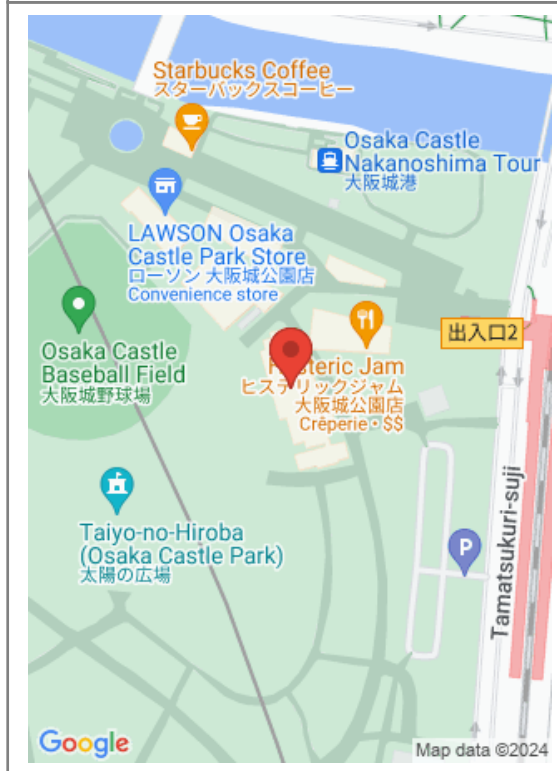 Starbucks Coffee
スターバックスコーヒー
Osaka Castle
Nakanoshima Tour
大阪城港
LAWSON Osaka
Castle Park Store
ローソン 大阪城公園店
Convenience store
出入口2
Osaka Castle
Baseball Field
大阪城野球場
Jam
ヒステリックジャム
大阪城公園店
Crêperie・$$
Taiyo-no-Hiroba
(Osaka Castle Park)
太陽の広場
P
Tamatsukuri-suji
Google
Map data ©2024